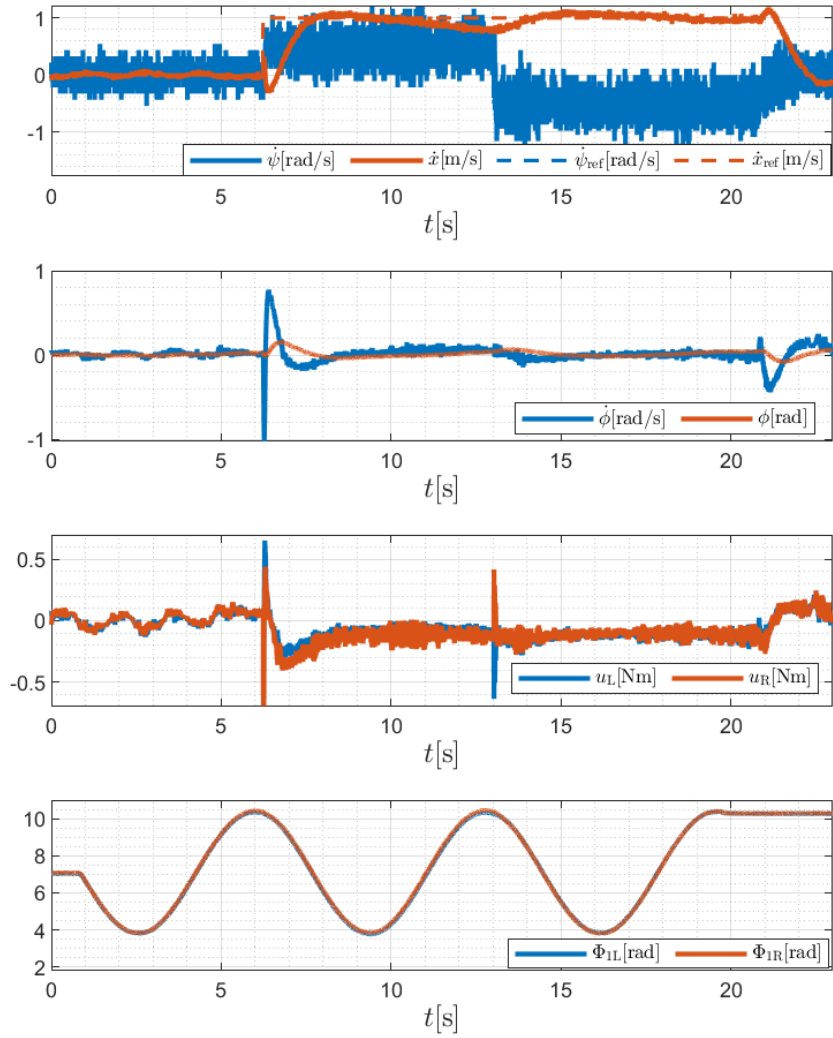 1
0
-1
ψ̇[rad/s] ẋ[m/s] ψ̇ref[rad/s] ẋref[m/s]
0 5 10 15 20
t[s]
1
0
-1
φ̇[rad/s] φ[rad]
0 5 10 15 20
t[s]
0.5
0
-0.5
uL[Nm] uR[Nm]
0 5 10 15 20
t[s]
10
8
6
4
2
Φ1L[rad] Φ1R[rad]
0 5 10 15 20
t[s]